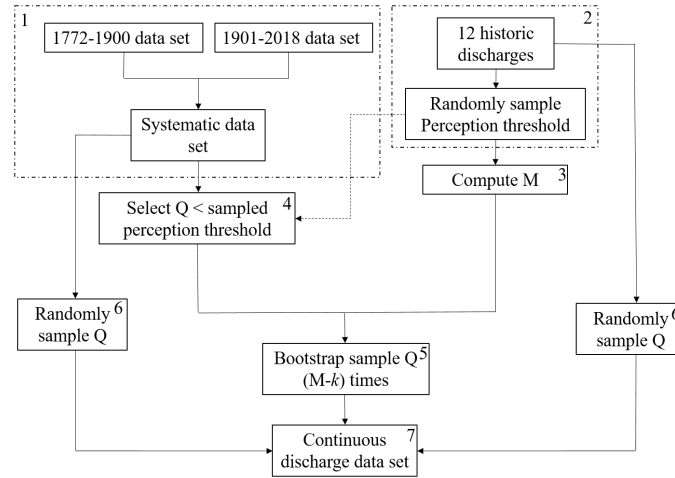 1
1772-1900 data set
1901-2018 data set
2
12 historic
discharges
Randomly sample
Perception threshold
Systematic data
set
Compute M
3
Select Q < sampled
perception threshold
4
Randomly
sample Q
6
Randomly
sample Q
6
Bootstrap sample Q
(M-k) times
5
Continuous
discharge data set
7